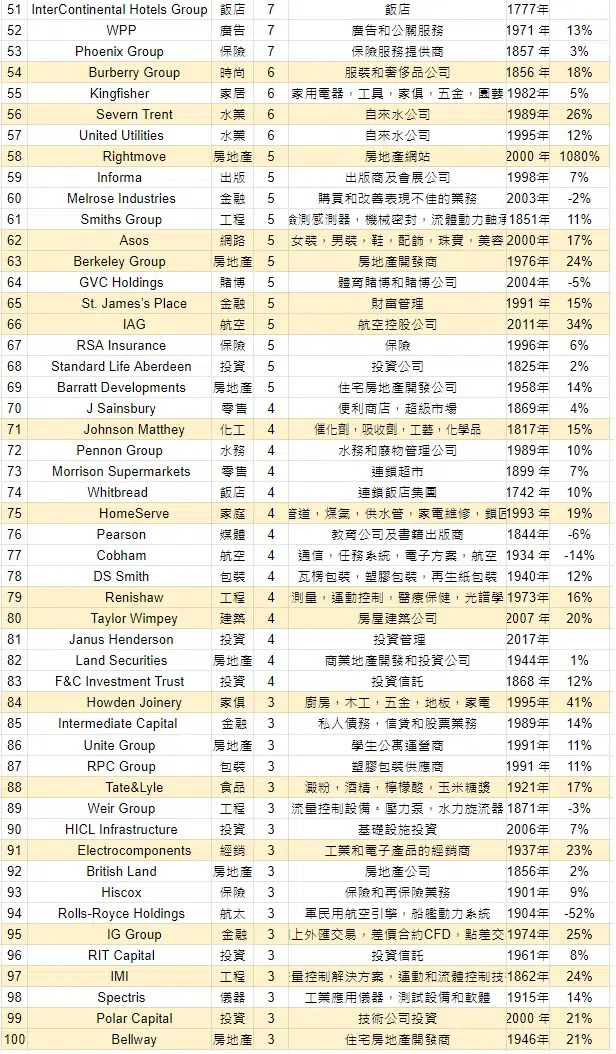 51 InterContinental Hotels Group 飯店 7 飯店 1777年
52 WPP 廣告 7 廣告和公關服務 1971 年 13%
53 Phoenix Group 保險 7 保險服務提供商 1857 年 3%
54 Burberry Group 時尚 6 服裝和奢侈品公司 1856 年 18%
55 Kingfisher 家居 6 家用電器，工具，家俱，五金，園藝 1982年 5%
56 Severn Trent 水業 6 自來水公司 1989年 26%
57 United Utilities 水業 6 自來水公司 1995年 12%
58 Rightmove 房地產 5 房地產網站 2000 年 1080%
59 Informa 出版 5 出版商及會展公司 1998年 7%
60 Melrose Industries 金融 5 購買和改善表現不佳的業務 2003年 -2%
61 Smiths Group 工程 5 檢測感測器，機械密封，流體動力軸承 1851年 11%
62 Asos 網路 5 女裝，男裝，鞋，配飾，珠寶，美容 2000年 17%
63 Berkeley Group 房地產 5 房地產開發商 1976年 24%
64 GVC Holdings 賭博 5 體育賭博和賭博公司 2004年 -5%
65 St. James's Place 金融 5 財富管理 1991 年 15%
66 IAG 航空 5 航空控股公司 2011年 34%
67 RSA Insurance 保險 5 保險 1996年 6%
68 Standard Life Aberdeen 投資 5 投資公司 1825年 2%
69 Barratt Developments 房地產 5 住宅房地產開發公司 1958年 14%
70 J Sainsbury 零售 4 便利商店，超級市場 1869年 4%
71 Johnson Matthey 化工 4 催化劑，吸收劑，工藝，化學品 1817年 15%
72 Pennon Group 水務 4 水務和廢物管理公司 1989年 10%
73 Morrison Supermarkets 零售 4 連鎖超市 1899 年 7%
74 Whitbread 飯店 4 連鎖飯店集團 1742 年 10%
75 HomeServe 家庭 4 管道，煤氣，供水管，家電維修，鎖匠 1993 年 19%
76 Pearson 媒體 4 教育公司及書籍出版商 1844年 -6%
77 Cobham 航空 4 通信，任務系統，電子方案，航空 1934 年 -14%
78 DS Smith 包裝 4 瓦楞包裝，塑膠包裝，再生紙包裝 1940年 12%
79 Renishaw 工程 4 測量，運動控制，醫療保健，光譜學 1973年 16%
80 Taylor Wimpey 建築 4 房屋建築公司 2007 年 20%
81 Janus Henderson 投資 4 投資管理 2017年
82 Land Securities 房地產 4 商業地產開發和投資公司 1944年 1%
83 F&C Investment Trust 投資 4 投資信託 1868 年 12%
84 Howden Joinery 家俱 3 廚房，木工，五金，地板，家電 1995年 41%
85 Intermediate Capital 金融 3 私人債務，信貸和股票業務 1989年 14%
86 Unite Group 房地產 3 學生公寓運營商 1991年 11%
87 RPC Group 包裝 3 塑膠包裝供應商 1991 年 11%
88 Tate&Lyle 食品 3 澱粉，酒精，檸檬酸，玉米糖漿 1921年 17%
89 Weir Group 工程 3 流量控制設備。壓力泵，水力旋流器 1871年 -3%
90 HICL Infrastructure 投資 3 基礎設施投資 2006年 7%
91 Electrocomponents 經銷 3 工業和電子產品的經銷商 1937年 23%
92 British Land 房地產 3 房地產公司 1856年 2%
93 Hiscox 保險 3 保險和再保險業務 1901年 9%
94 Rolls-Royce Holdings 航太 3 軍民用航空引擎，船艦動力系統 1904年 -52%
95 IG Group 金融 3 上外匯交易，差價合約CFD，點差交 1974年 25%
96 RIT Capital 投資 3 投資信託 1961年 8%
97 IMI 工程 3 量控制解決方案，運動和流體控制技 1862年 24%
98 Spectris 儀器 3 工業應用儀器，測試設備和軟體 1915年 14%
99 Polar Capital 投資 3 技術公司投資 2000 年 21%
100 Bellway 房地產 3 住宅房地產開發商 1946年 21%